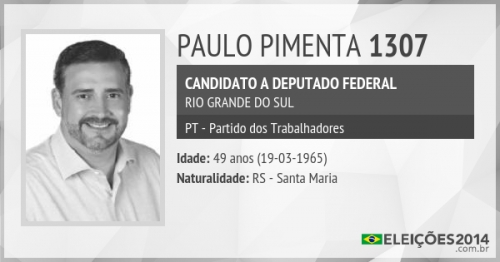 PAULO PIMENTA 1307
CANDIDATO A DEPUTADO FEDERAL
RIO GRANDE DO SUL
PT - Partido dos Trabalhadores
Idade: 49 anos (19-03-1965)
Naturalidade: RS - Santa Maria
ELEIÇÕES2014
.com.br